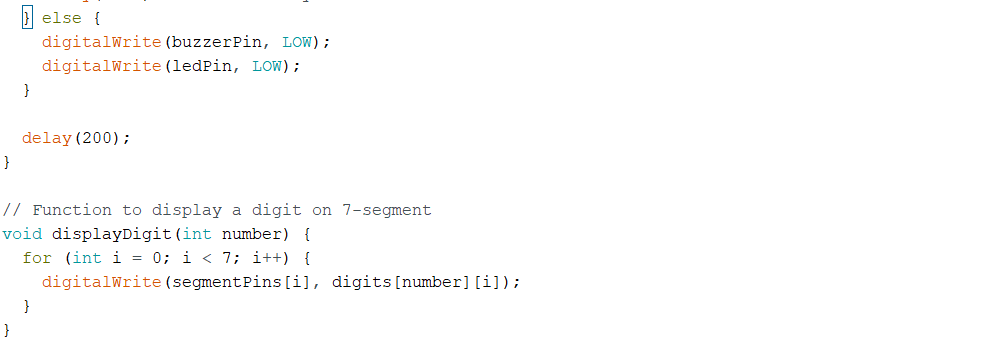 } else {
    digitalWrite(buzzerPin, LOW);
    digitalWrite(ledPin, LOW);
  }

  delay(200);
}

// Function to display a digit on 7-segment
void displayDigit(int number) {
  for (int i = 0; i < 7; i++) {
    digitalWrite(segmentPins[i], digits[number][i]);
  }
}